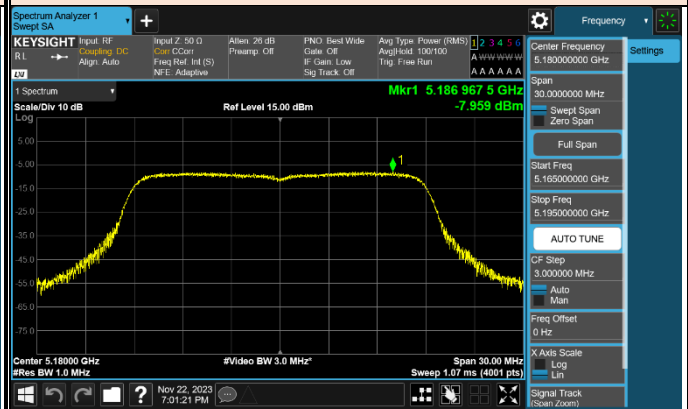 Spectrum Analyzer 1
Swept SA
+
Frequency
KEYSIGHT
Input: RF
Input Z: 50 Ω
Atten: 26 dB
PNO: Best Wide
Avg Type: Power (RMS)
1 2 3 4 5 6
R L
Coupling: DC
Corr CCorr
Preamp: Off
Gate: Off
Avg|Hold: 100/100
A W W W W W
Align: Auto
Freq Ref: Int (S)
IF Gain: Low
Trig: Free Run
LXI
NFE: Adaptive
Sig Track: Off
A A A A A A
1 Spectrum
Mkr1 5.186 967 5 GHz
Scale/Div 10 dB
Ref Level 15.00 dBm
-7.959 dBm
Log
5.00
-5.00
-15.0
-25.0
-35.0
-45.0
-55.0
-65.0
-75.0
1
Center 5.18000 GHz
#Video BW 3.0 MHz*
Span 30.00 MHz
#Res BW 1.0 MHz
Sweep 1.07 ms (4001 pts)
Nov 22, 2023
7:01:21 PM
?
Center Frequency
5.180000000 GHz
Settings
Span
30.0000000 MHz
Swept Span
Zero Span
Full Span
Start Freq
5.165000000 GHz
Stop Freq
5.195000000 GHz
AUTO TUNE
CF Step
3.000000 MHz
Auto
Man
Freq Offset
0 Hz
X Axis Scale
Log
Lin
Signal Track
(Span Zoom)